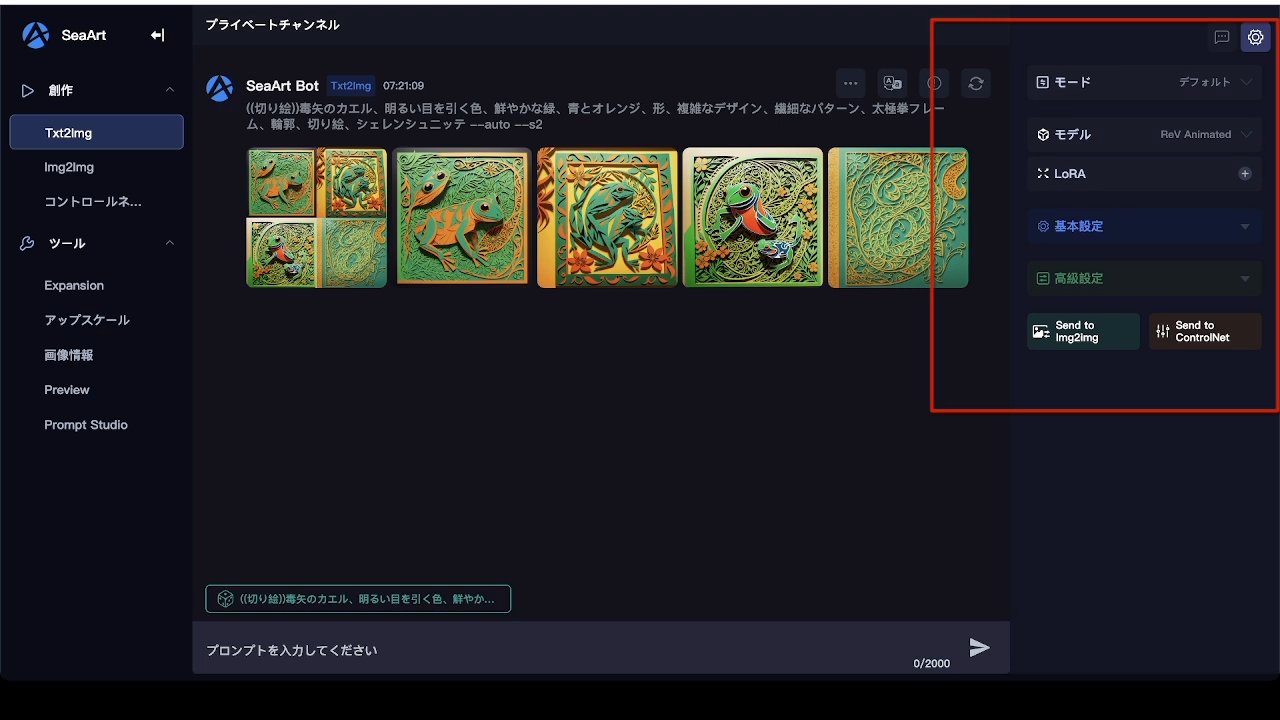 SeaArt
創作
Txt2Img
Img2Img
コントロールネ...
ツール
Expansion
アップスケール
画像情報
Preview
Prompt Studio
プライベートチャンネル
SeaArt Bot Txt2Img 07:21:09
((切り絵))毒矢のカエル、明るい目を引く色、鮮やかな緑、青とオレンジ、形、複雑なデザイン、繊細なパターン、太極拳フレー
ム、輪郭、切り絵、シェレンシュニッテ --auto --s2
((切り絵))毒矢のカエル、明るい目を引く色、鮮やか...
プロンプトを入力してください
0/2000
モード デフォルト
モデル ReV Animated
LoRA
基本設定
高級設定
Send to
Img2Img
Send to
ControlNet